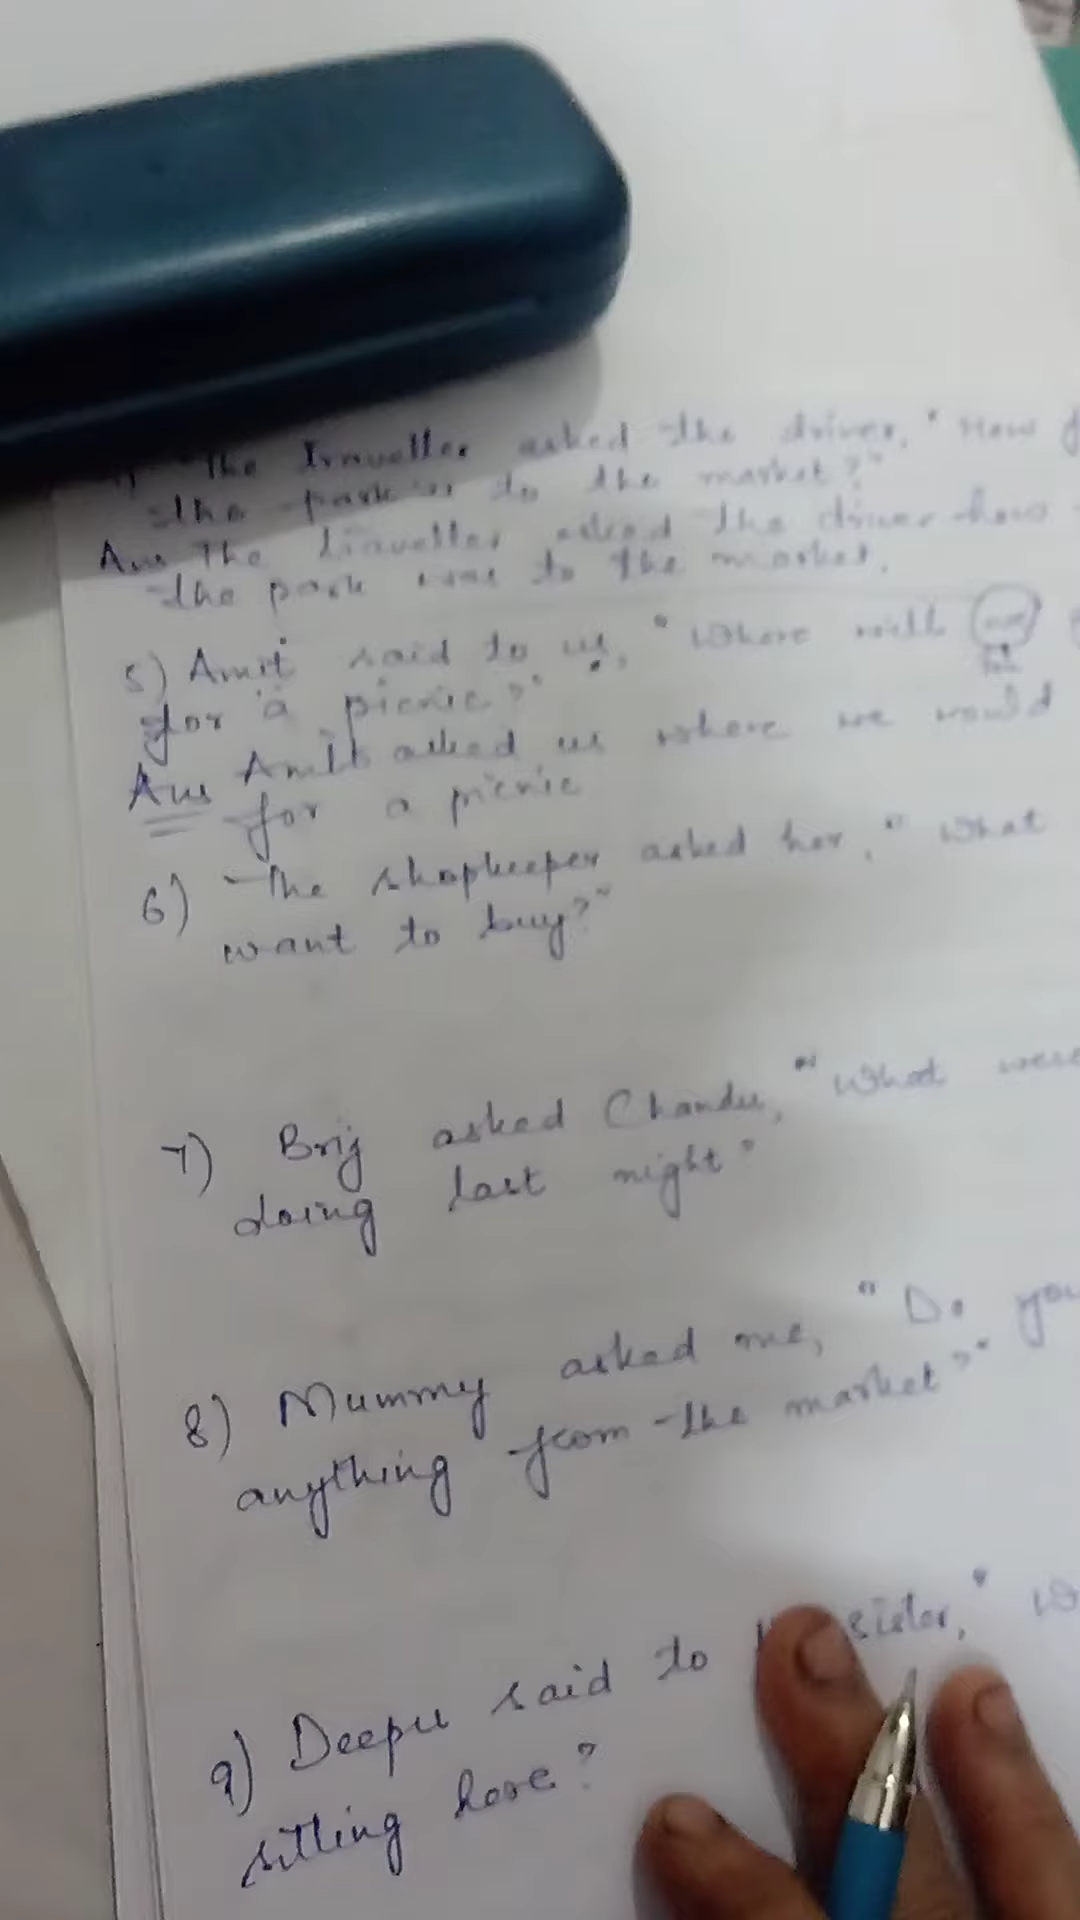 The Traveller asked the driver, "How
the park is to the market?"
Ans The traveller asked the driver how
the park was to the market.
5) Amit said to us, "Where will we
for a picnic?"
Ans Amit asked us where we would
for a picnic
6) The shopkeeper asked her, "What
want to buy?"
7) Brij asked Chandu, "What were
doing last night"
8) Mummy asked me, "Do you
anything from the market?"
9) Deepu said to sister, "
sitting here?